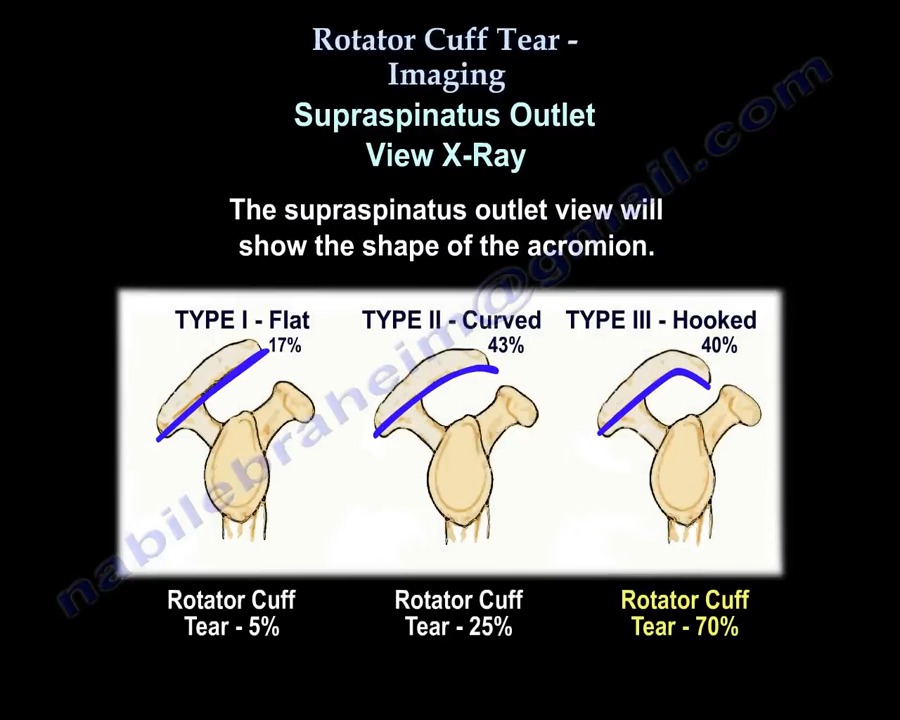 Rotator Cuff Tear -
Imaging
Supraspinatus Outlet
View X-Ray
The supraspinatus outlet view will
show the shape of the acromion.
TYPE I - Flat
17%
TYPE II - Curved
43%
TYPE III - Hooked
40%
Rotator Cuff
Tear - 5%
Rotator Cuff
Tear - 25%
Rotator Cuff
Tear - 70%
nabilebraheim@gmail.com